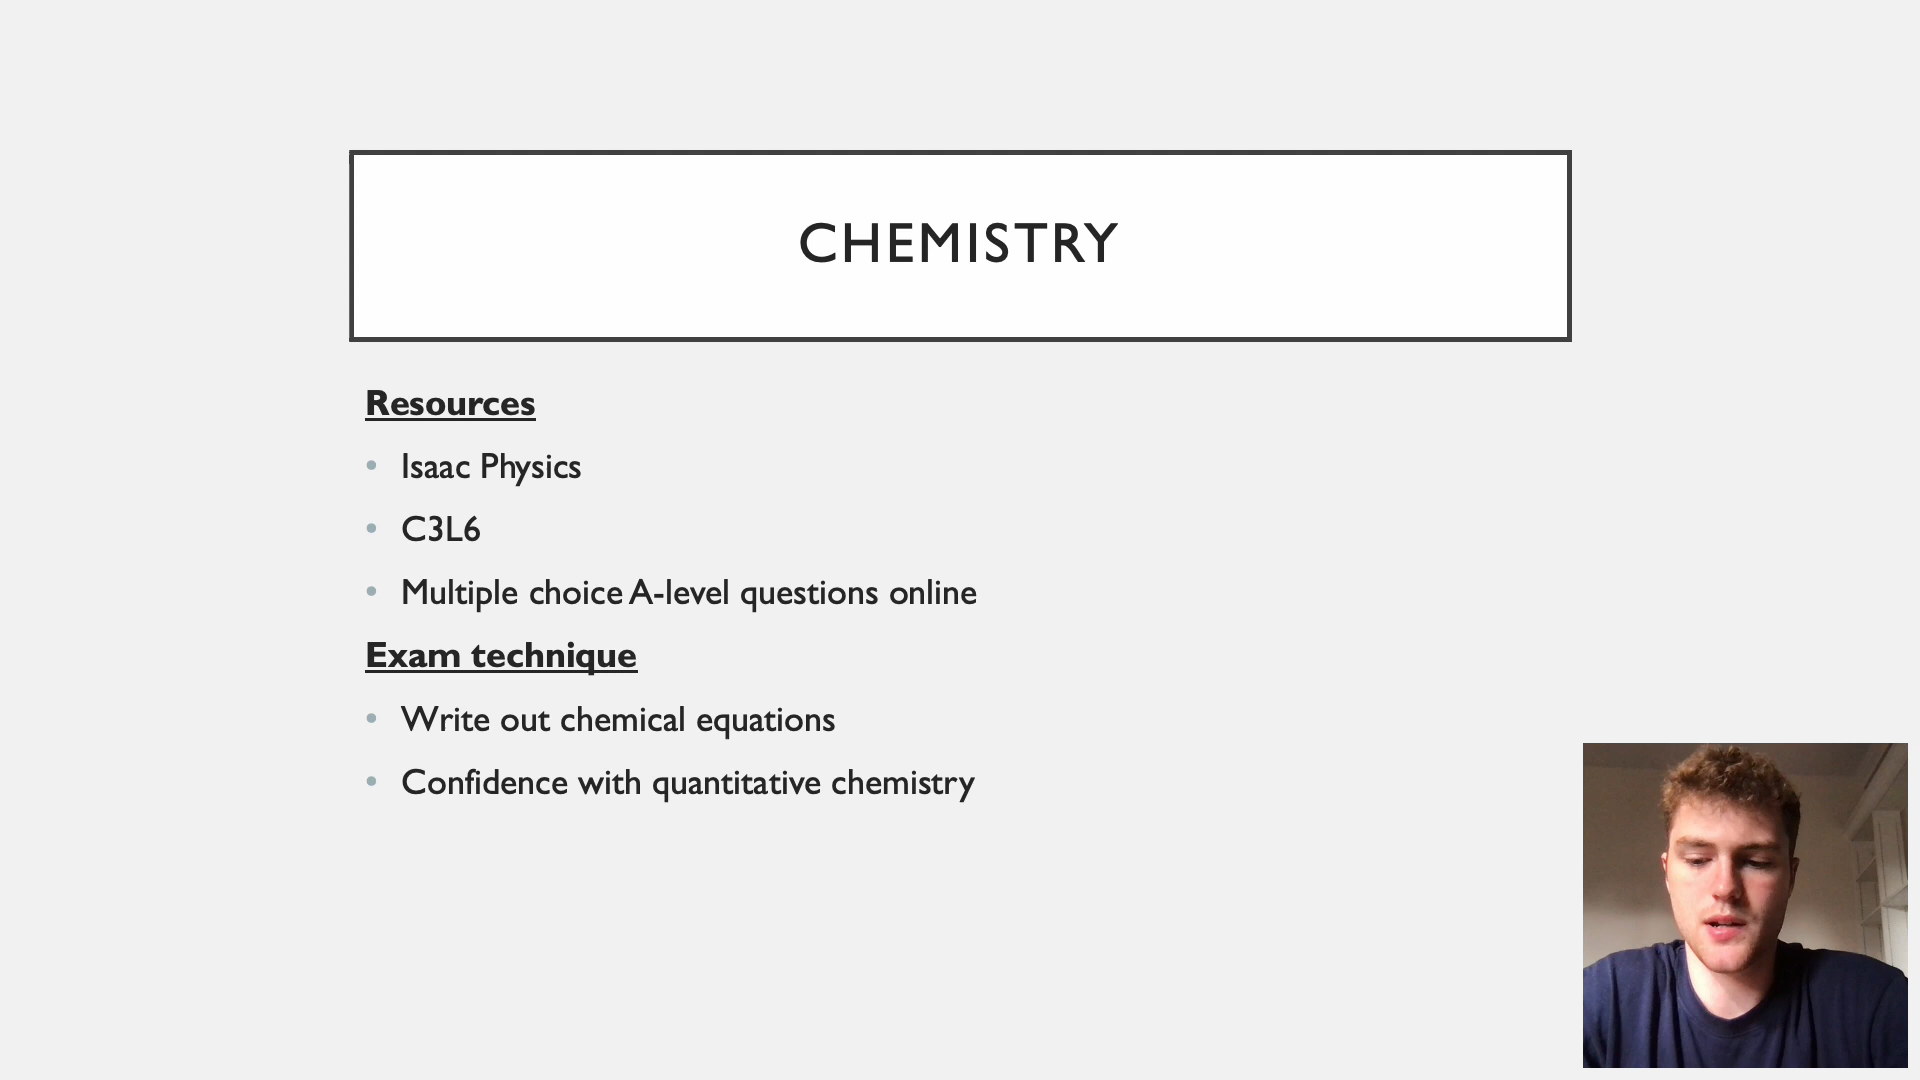 CHEMISTRY
Resources
• Isaac Physics
• C3L6
• Multiple choice A-level questions online
Exam technique
• Write out chemical equations
• Confidence with quantitative chemistry